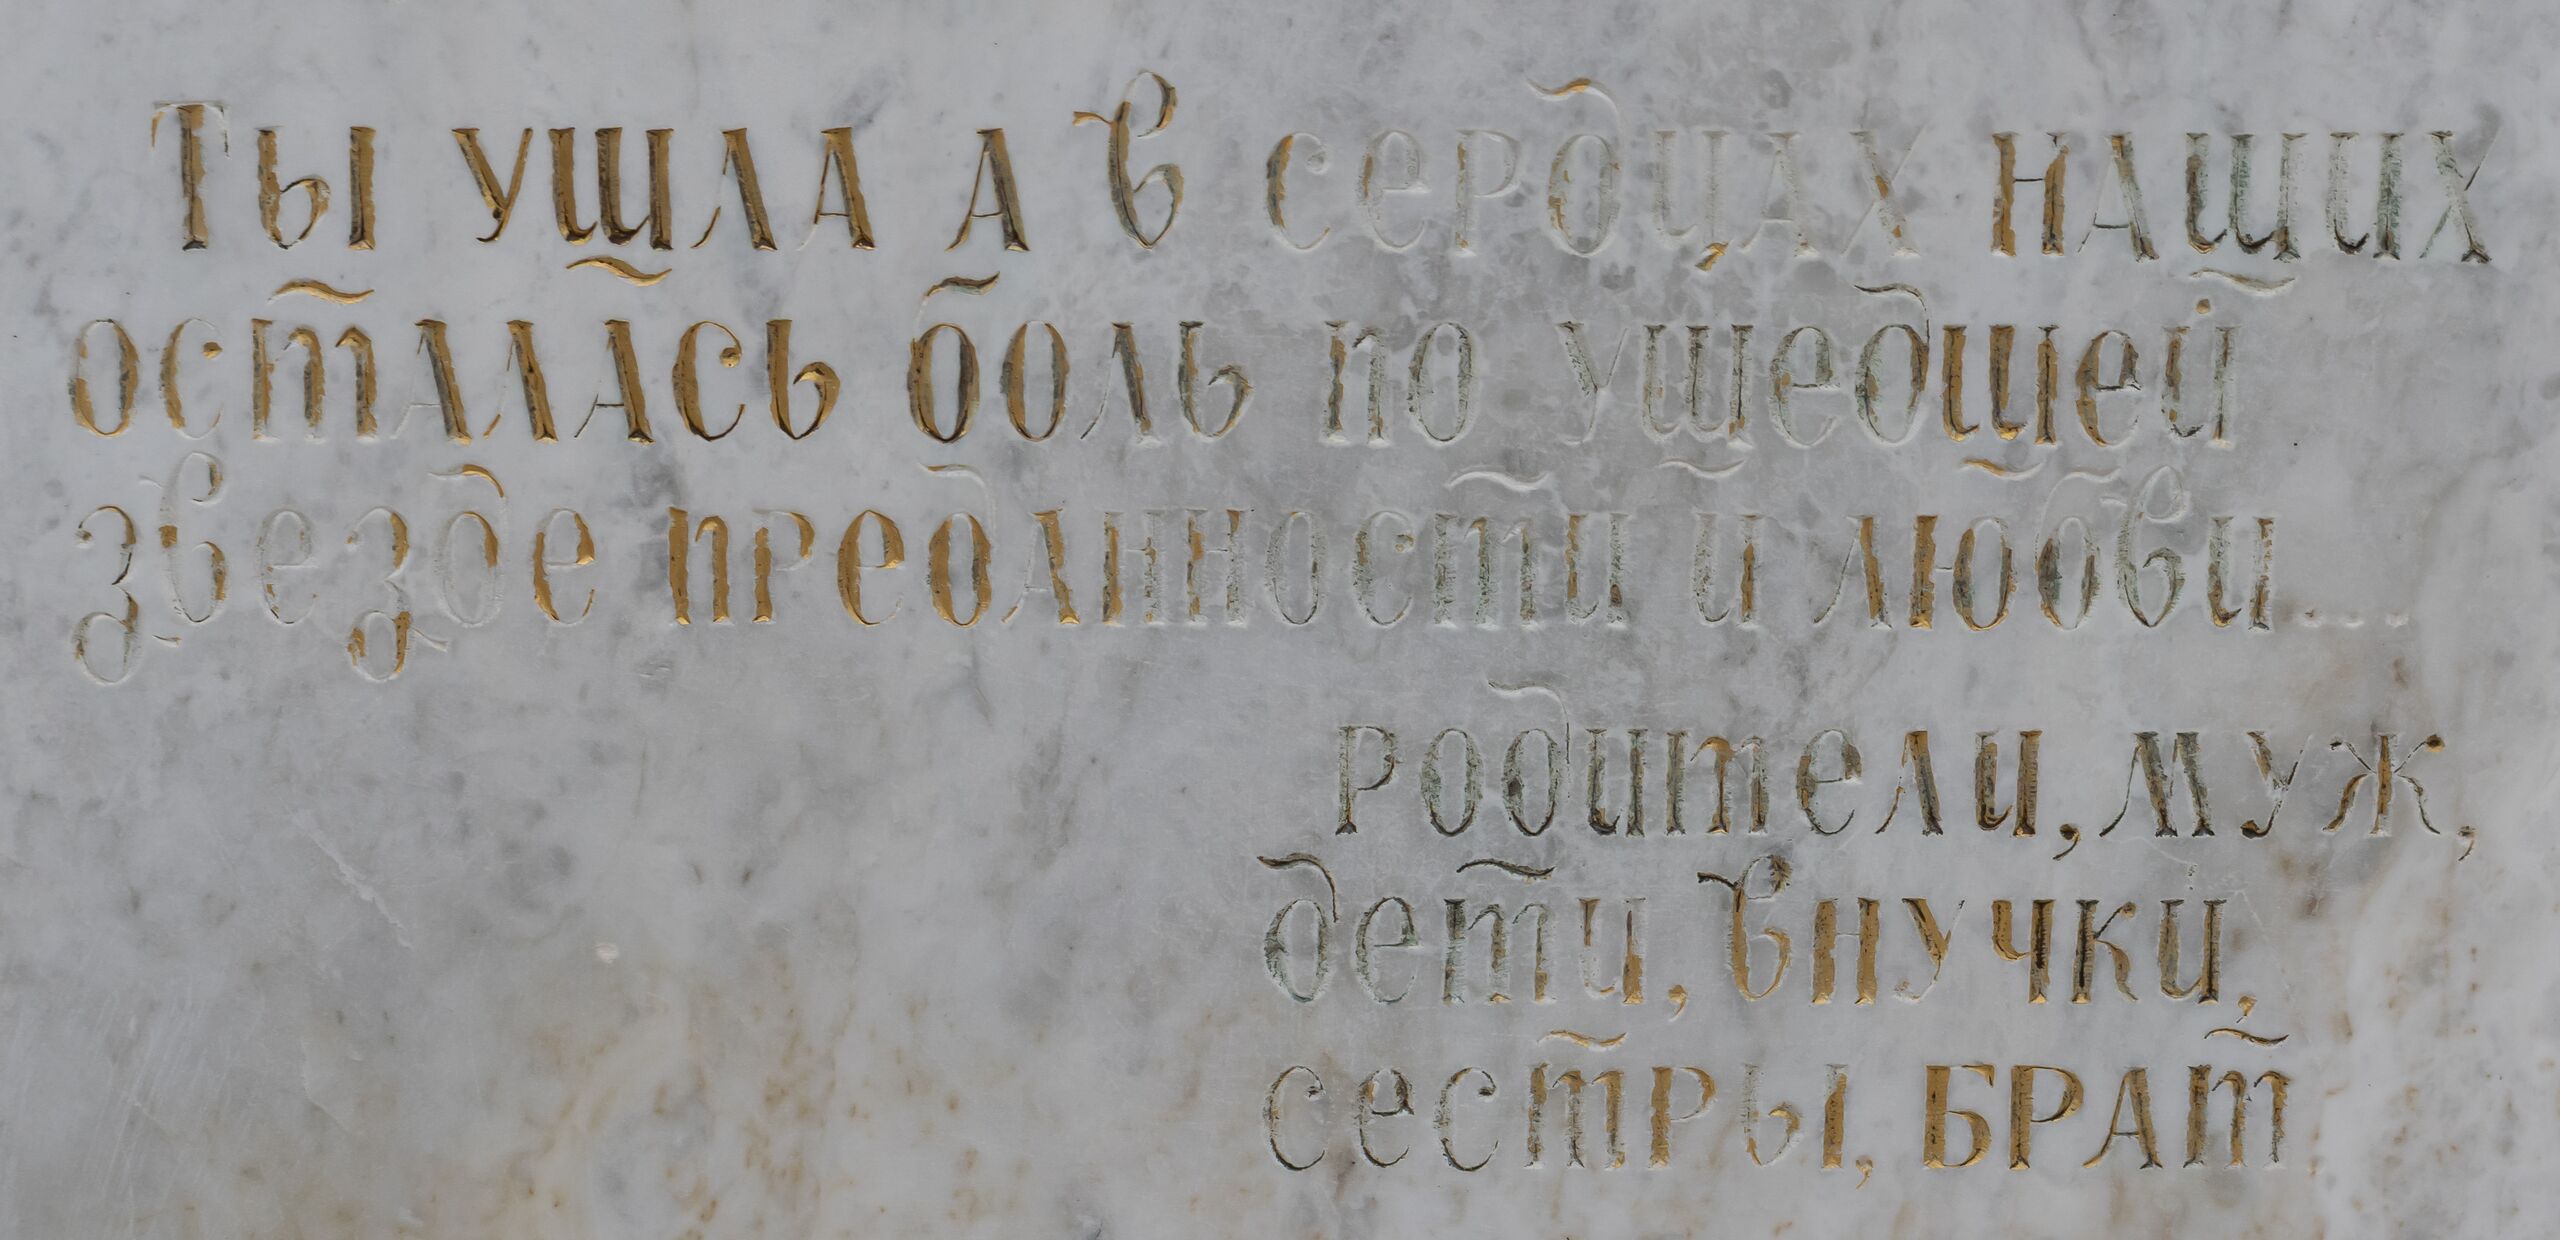 Ты ушла а в сердцах наших
осталась боль по ушедшей
звезде преданности и любви....
родители, муж,
дети, внучки,
сестры, БРАТ